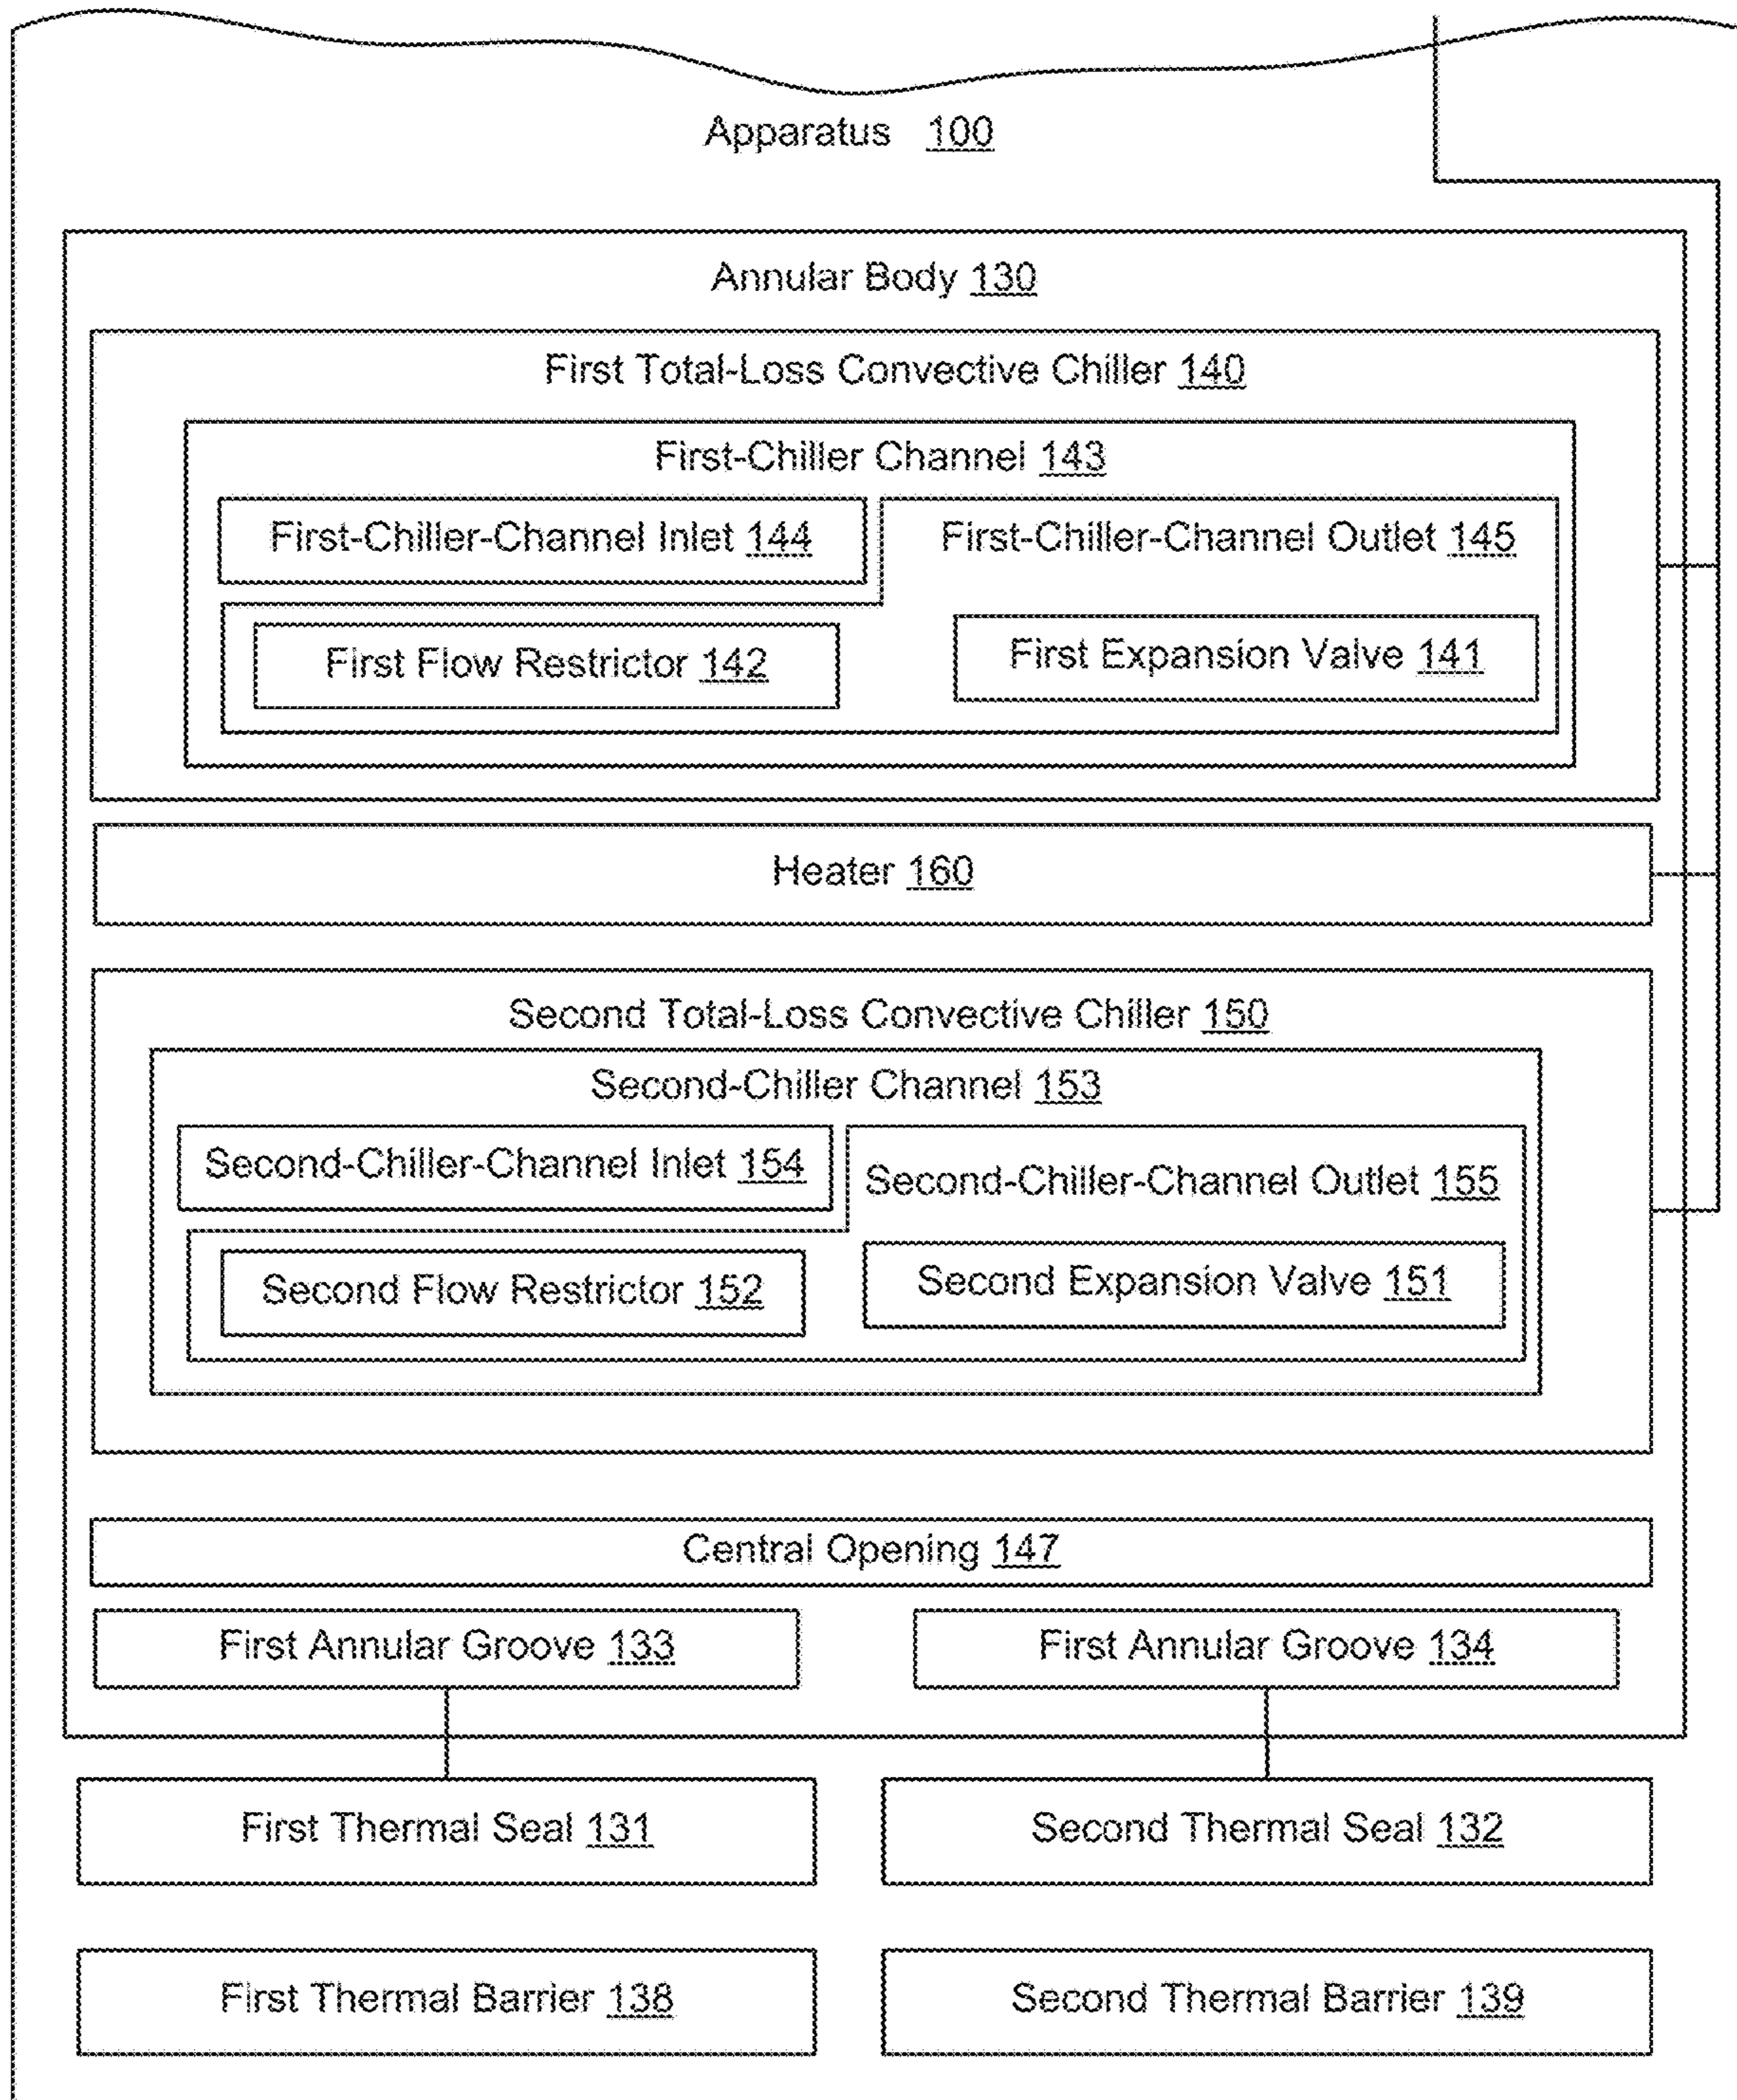 Apparatus 100
Annular Body 130
First Total-Loss Convective Chiller 140
First-Chiller Channel 143
First-Chiller-Channel Inlet 144
First-Chiller-Channel Outlet 145
First Flow Restrictor 142
First Expansion Valve 141
Heater 160
Second Total-Loss Convective Chiller 150
Second-Chiller Channel 153
Second-Chiller-Channel Inlet 154
Second-Chiller-Channel Outlet 155
Second Flow Restrictor 152
Second Expansion Valve 151
Central Opening 147
First Annular Groove 133
First Annular Groove 134
First Thermal Seal 131
Second Thermal Seal 132
First Thermal Barrier 138
Second Thermal Barrier 139